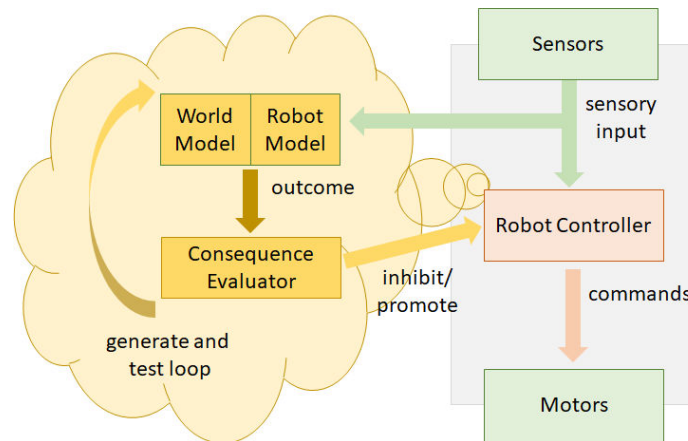 Sensors
sensory
input
World
Model
Robot
Model
outcome
Robot Controller
Consequence
Evaluator
inhibit/
promote
commands
generate and
test loop
Motors